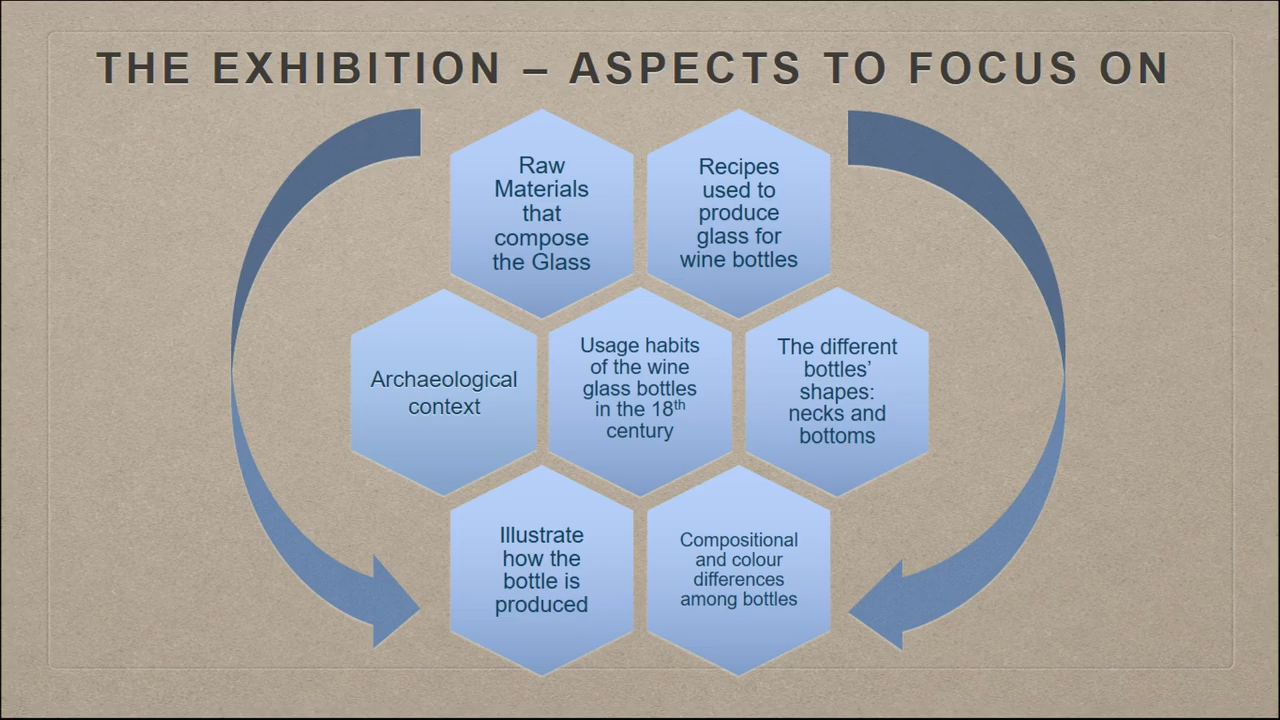 THE EXHIBITION – ASPECTS TO FOCUS ON
Raw
Materials
that
compose
the Glass
Recipes
used to
produce
glass for
wine bottles
Archaeological
context
Usage habits
of the wine
glass bottles
in the 18th
century
The different
bottles’
shapes:
necks and
bottoms
Illustrate
how the
bottle is
produced
Compositional
and colour
differences
among bottles